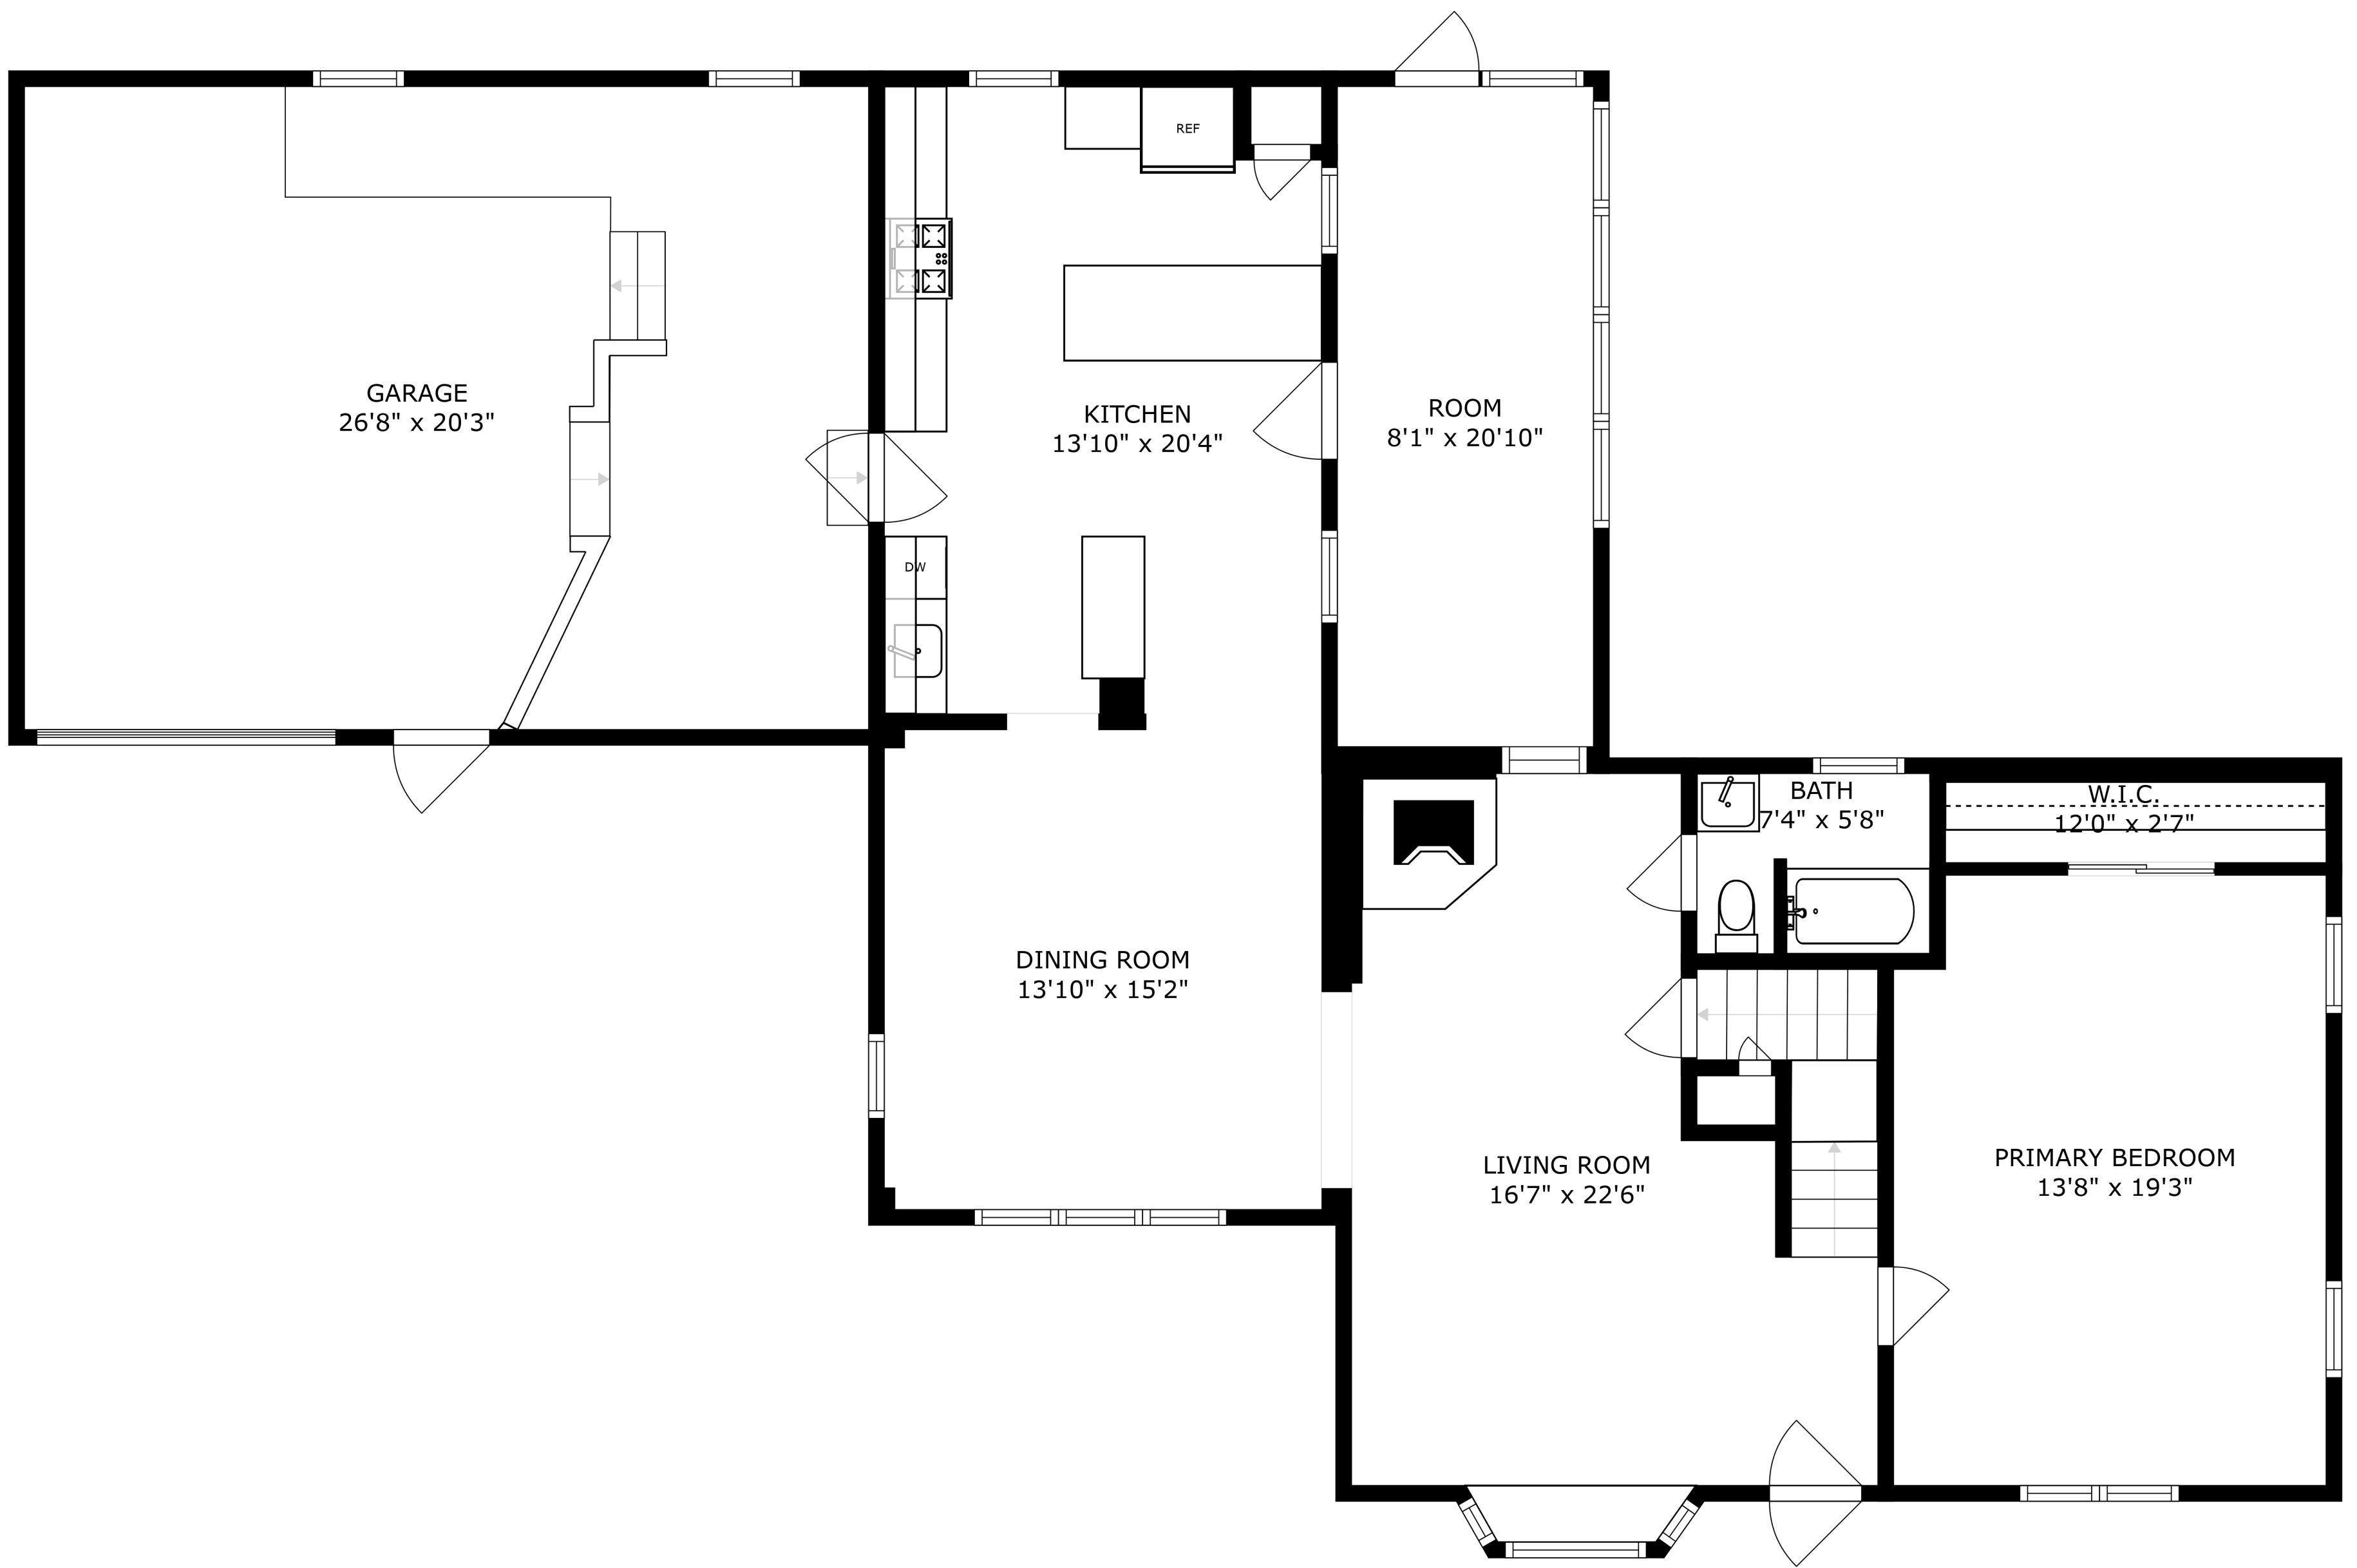 REF
GARAGE
26'8" x 20'3"
KITCHEN
13'10" x 20'4"
ROOM
8'1" x 20'10"
DW
BATH
7'4" x 5'8"
W.I.C.
12'0" x 2'7"
DINING ROOM
13'10" x 15'2"
LIVING ROOM
16'7" x 22'6"
PRIMARY BEDROOM
13'8" x 19'3"